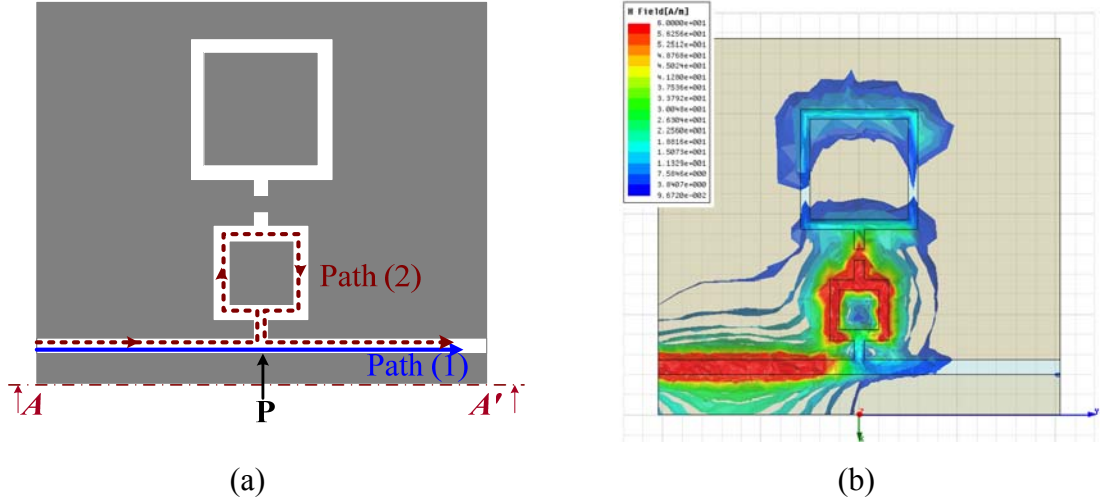 Path (2)
Path (1)
A
A'
P
(a)
H Field[A/m]
6.0000e+001
5.6256e+001
5.2512e+001
4.8768e+001
4.5024e+001
4.1280e+001
3.7536e+001
3.3792e+001
3.0048e+001
2.6304e+001
2.2560e+001
1.8816e+001
1.5073e+001
1.1329e+001
7.5846e+000
3.8407e+000
9.6720e-002
(b)